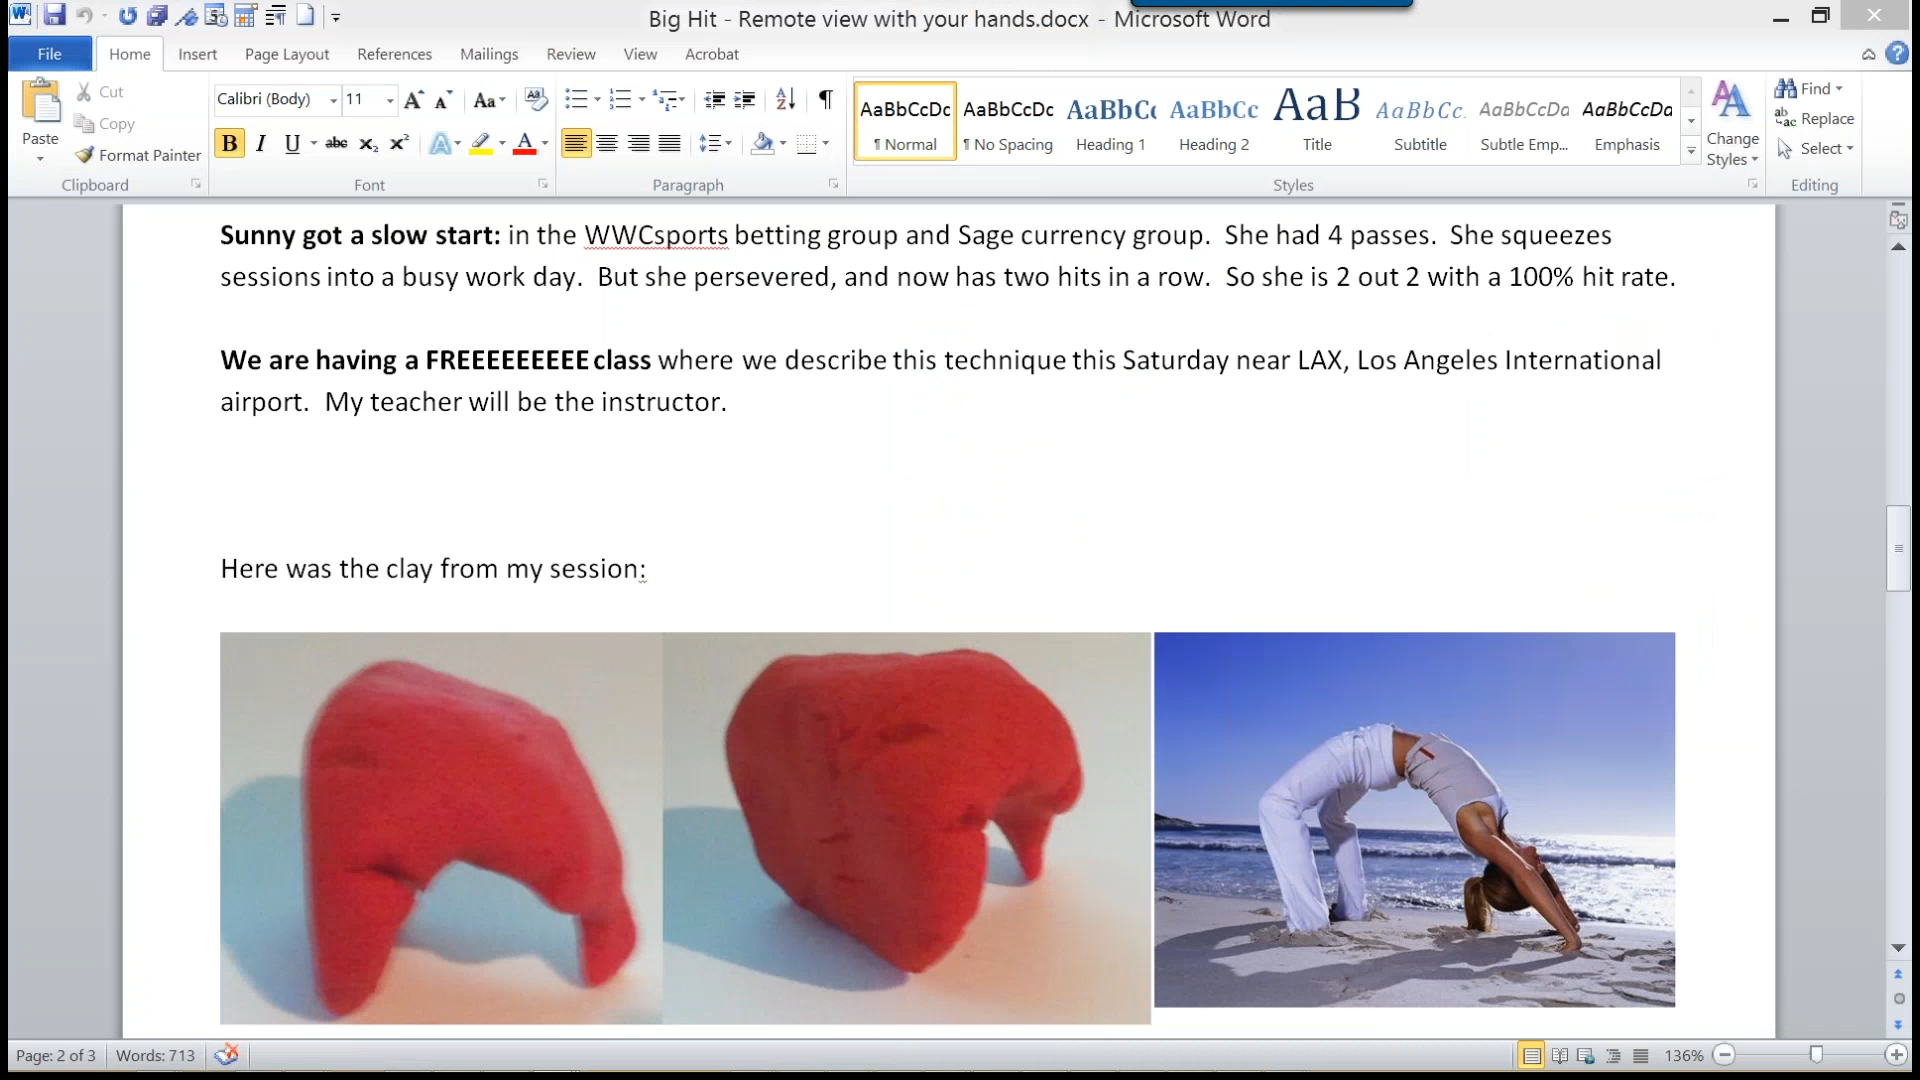 Big Hit - Remote view with your hands.docx - Microsoft Word
File Home Insert Page Layout References Mailings Review View Acrobat
Paste
Cut
Copy
Format Painter
Clipboard
Calibri (Body) 11
Font
Paragraph
AaBbCcDc AaBbCcDc AaBbC( AaBbCc AaB AaBbCc. AaBbCcDa AaBbCcDa
¶ Normal ¶ No Spacing Heading 1 Heading 2 Title Subtitle Subtle Emp... Emphasis
Change
Styles
Styles
Find
Replace
Select
Editing
Sunny got a slow start: in the WWCsports betting group and Sage currency group. She had 4 passes. She squeezes
sessions into a busy work day. But she persevered, and now has two hits in a row. So she is 2 out 2 with a 100% hit rate.
We are having a FREEEEEEEEE class where we describe this technique this Saturday near LAX, Los Angeles International
airport. My teacher will be the instructor.
Here was the clay from my session:
Page: 2 of 3 Words: 713 136%